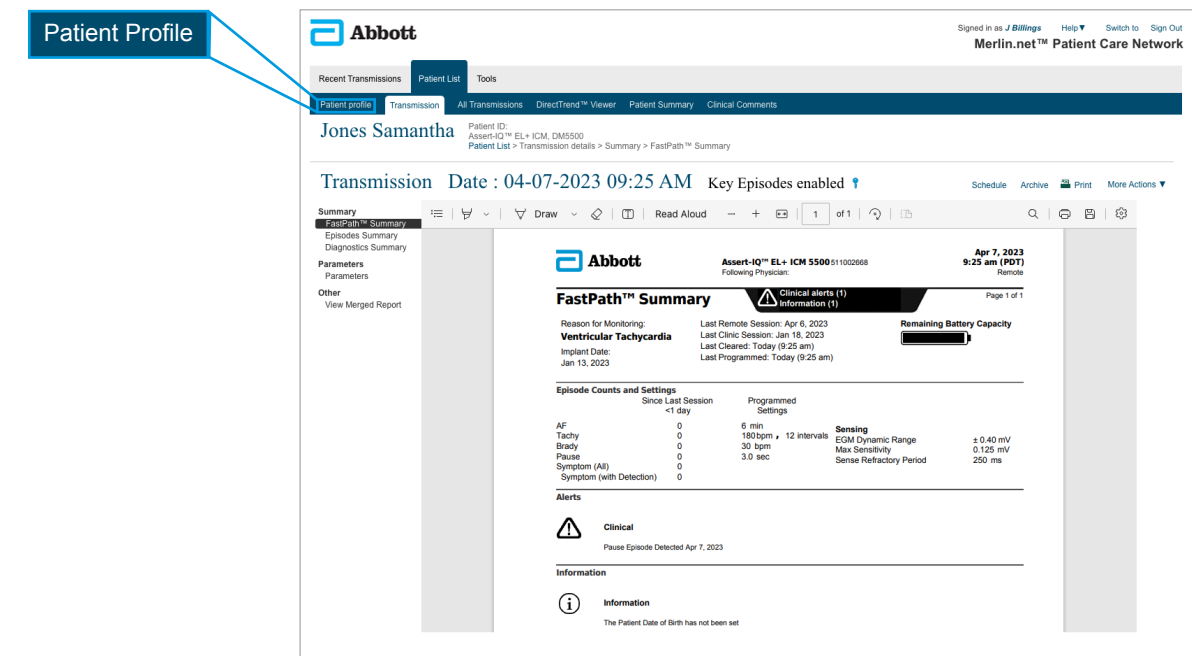 Patient Profile
Abbott
Signed in as J Billings Help▼ Switch to Sign Out
Merlin.net™ Patient Care Network
Recent Transmissions Patient List Tools
Patient profile Transmission All Transmissions DirectTrend™ Viewer Patient Summary Clinical Comments
Jones Samantha
Patient ID:
Assert-IQ™ EL+ ICM, DM5500
Patient List > Transmission details > Summary > FastPath™ Summary
Transmission Date : 04-07-2023 09:25 AM Key Episodes enabled
Schedule Archive Print More Actions ▼
Summary
FastPath™ Summary
Episodes Summary
Diagnostics Summary
Parameters
Parameters
Other
View Merged Report
Draw Read Aloud 1 of 1
Abbott
Assert-IQ™ EL+ ICM 5500 511002668
Following Physician:
Apr 7, 2023
9:25 am (PDT)
Remote
FastPath™ Summary
Clinical alerts (1)
Information (1)
Page 1 of 1
Reason for Monitoring:
Ventricular Tachycardia
Implant Date:
Jan 13, 2023
Last Remote Session: Apr 6, 2023
Last Clinic Session: Jan 18, 2023
Last Cleared: Today (9:25 am)
Last Programmed: Today (9:25 am)
Remaining Battery Capacity
Episode Counts and Settings
Since Last Session Programmed
<1 day Settings
AF 0 6 min
Tachy 0 180 bpm , 12 intervals
Brady 0 30 bpm
Pause 0 3.0 sec
Symptom (All) 0
Symptom (with Detection) 0
Sensing
EGM Dynamic Range ± 0.40 mV
Max Sensitivity 0.125 mV
Sense Refractory Period 250 ms
Alerts
Clinical
Pause Episode Detected Apr 7, 2023
Information
Information
The Patient Date of Birth has not been set